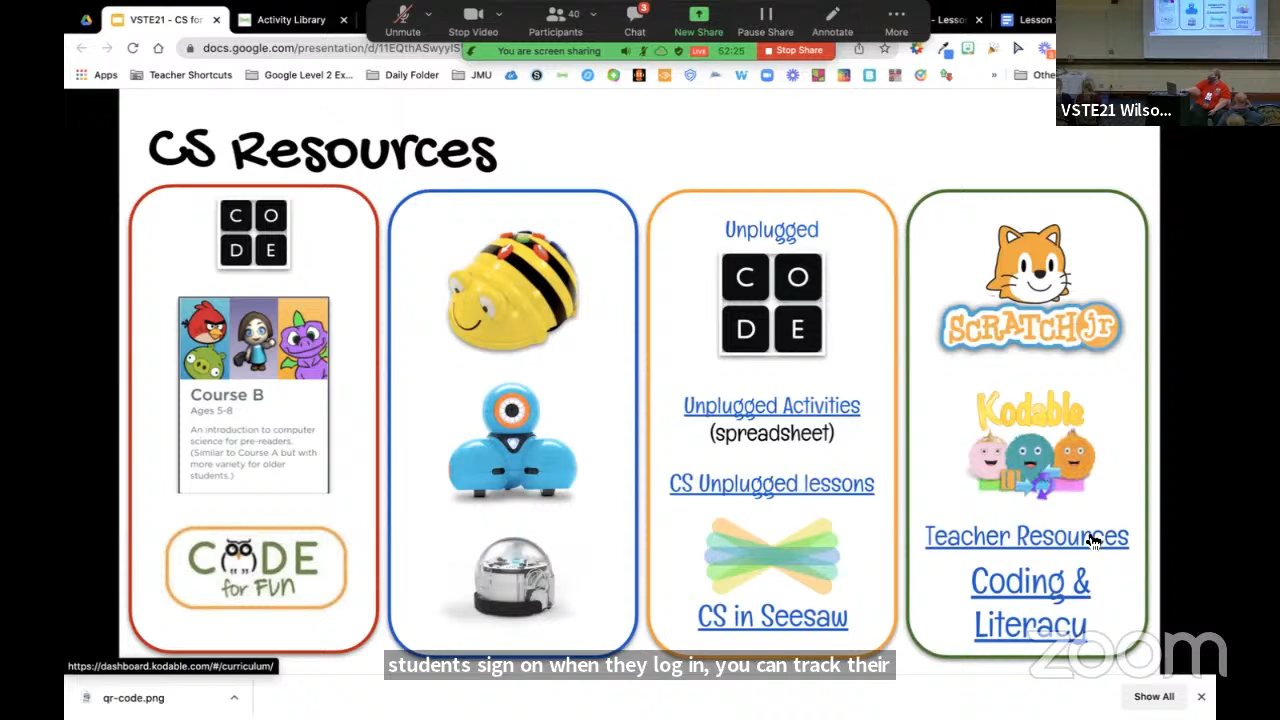 VSTE21 - CS for
Activity Library
Unmute
Stop Video
40
Participants
3
Chat
New Share
Pause Share
Annotate
More
Lesson
Lesson
docs.google.com/presentation/d/11EQthASwyyIS
You are screen sharing
LIVE
52:25
Stop Share
Apps
Teacher Shortcuts
Google Level 2 Ex...
Daily Folder
JMU
»
Othe
VSTE21 Wilso...
CS Resources
C O
D E
Course B
Ages 5-8
An introduction to computer
science for pre-readers.
(Similar to Course A but with
more variety for older
students.)
CODE
for FUN
Unplugged
C O
D E
Unplugged Activities
(spreadsheet)
CS Unplugged lessons
CS in Seesaw
SCRATCH jr
Kodable
Teacher Resources
Coding &
Literacy
zoom
https://dashboard.kodable.com/#/curriculum/
students sign on when they log in, you can track their
qr-code.png
Show All